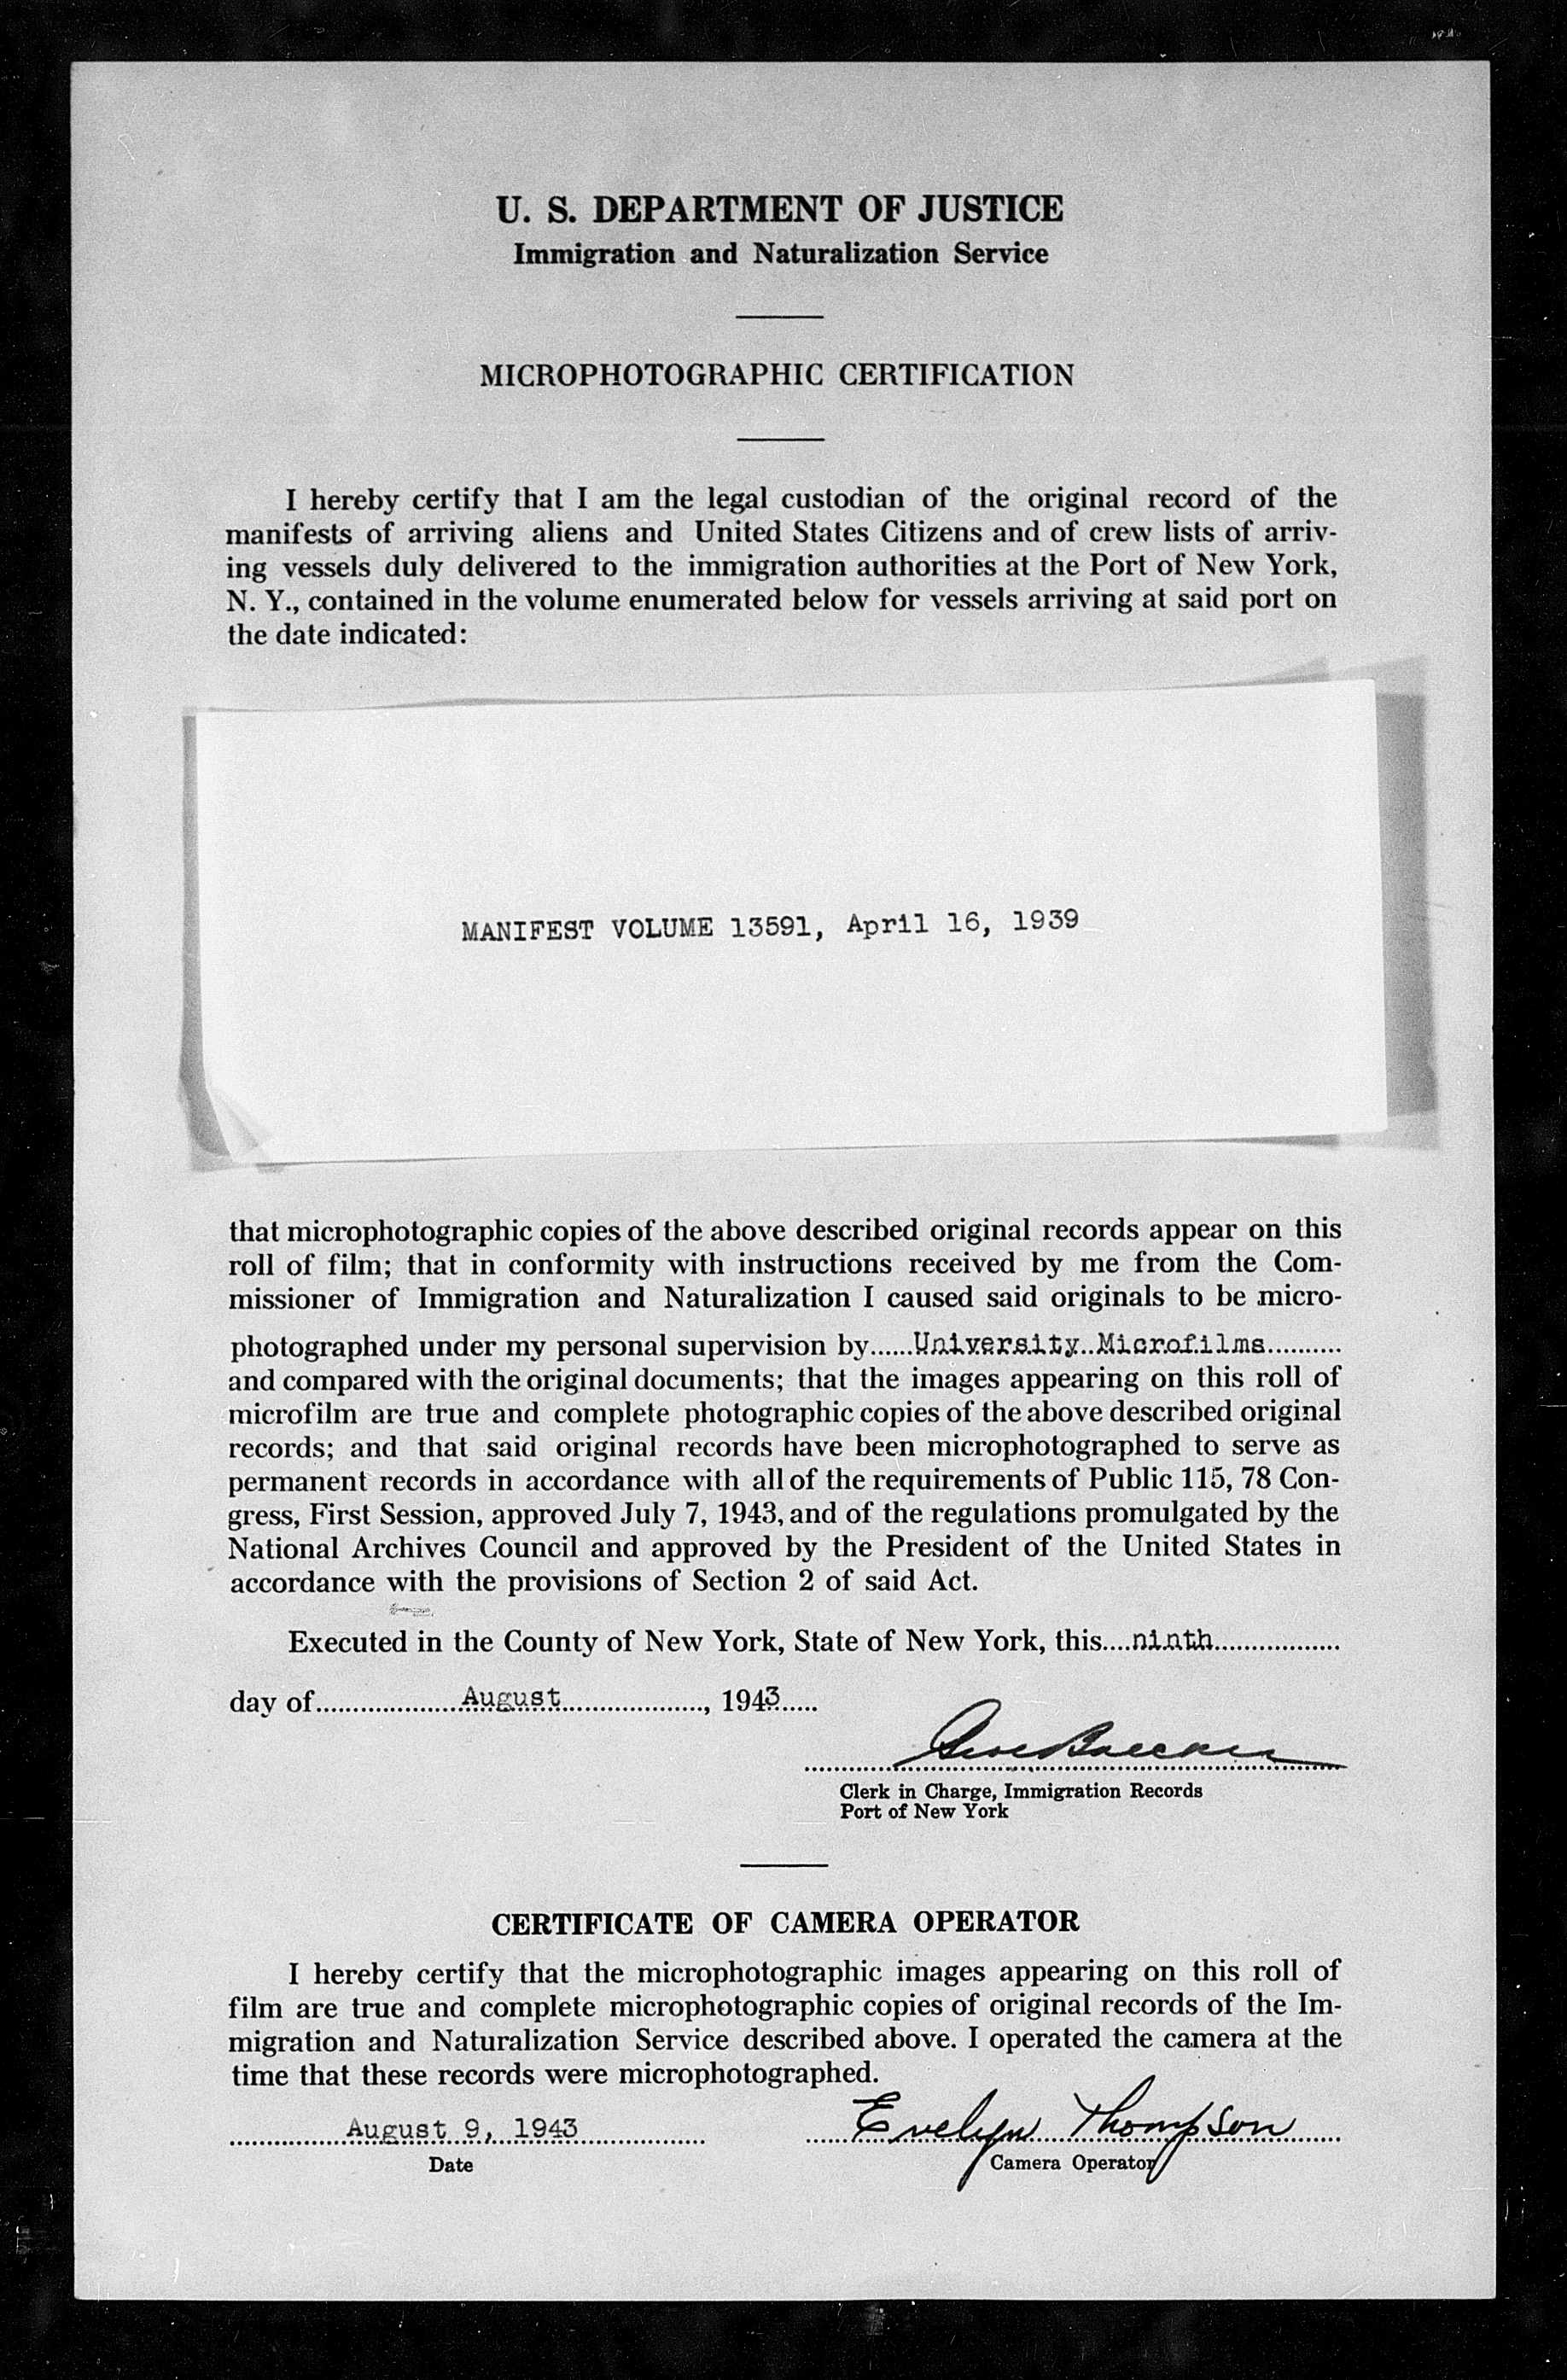 U. S. DEPARTMENT OF JUSTICE
Immigration and Naturalization Service
MICROPHOTOGRAPHIC CERTIFICATION
I hereby certify that I am the legal custodian of the original record of the
manifests of arriving aliens and United States Citizens and of crew lists of arriv-
ing vessels duly delivered to the immigration authorities at the Port of New York,
N. Y., contained in the volume enumerated below for vessels arriving at said port on
the date indicated:
MANIFEST VOLUME 13591, April 16, 1939
that microphotographic copies of the above described original records appear on this
roll of film; that in conformity with instructions received by me from the Com-
missioner of Immigration and Naturalization I caused said originals to be micro-
photographed under my personal supervision by......University Microfilms..........
and compared with the original documents; that the images appearing on this roll of
microfilm are true and complete photographic copies of the above described original
records; and that said original records have been microphotographed to serve as
permanent records in accordance with all of the requirements of Public 115, 78 Con-
gress, First Session, approved July 7, 1943, and of the regulations promulgated by the
National Archives Council and approved by the President of the United States in
accordance with the provisions of Section 2 of said Act.
Executed in the County of New York, State of New York, this....ninth.................
day of....................August...................., 1943......
Clerk in Charge, Immigration Records
Port of New York
CERTIFICATE OF CAMERA OPERATOR
I hereby certify that the microphotographic images appearing on this roll of
film are true and complete microphotographic copies of original records of the Im-
migration and Naturalization Service described above. I operated the camera at the
time that these records were microphotographed.
August 9, 1943 Evelyn Thompson
Date Camera Operator